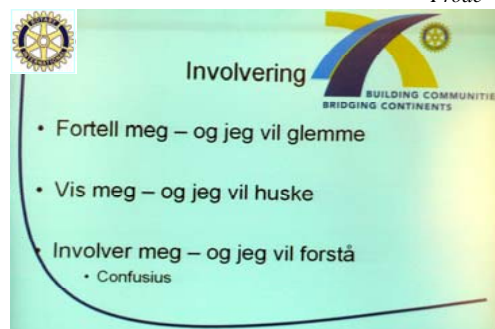 Involvering
BUILDING COMMUNITIE
BRIDGING CONTINENTS
• Fortell meg – og jeg vil glemme
• Vis meg – og jeg vil huske
• Involver meg – og jeg vil forstå
• Confusius